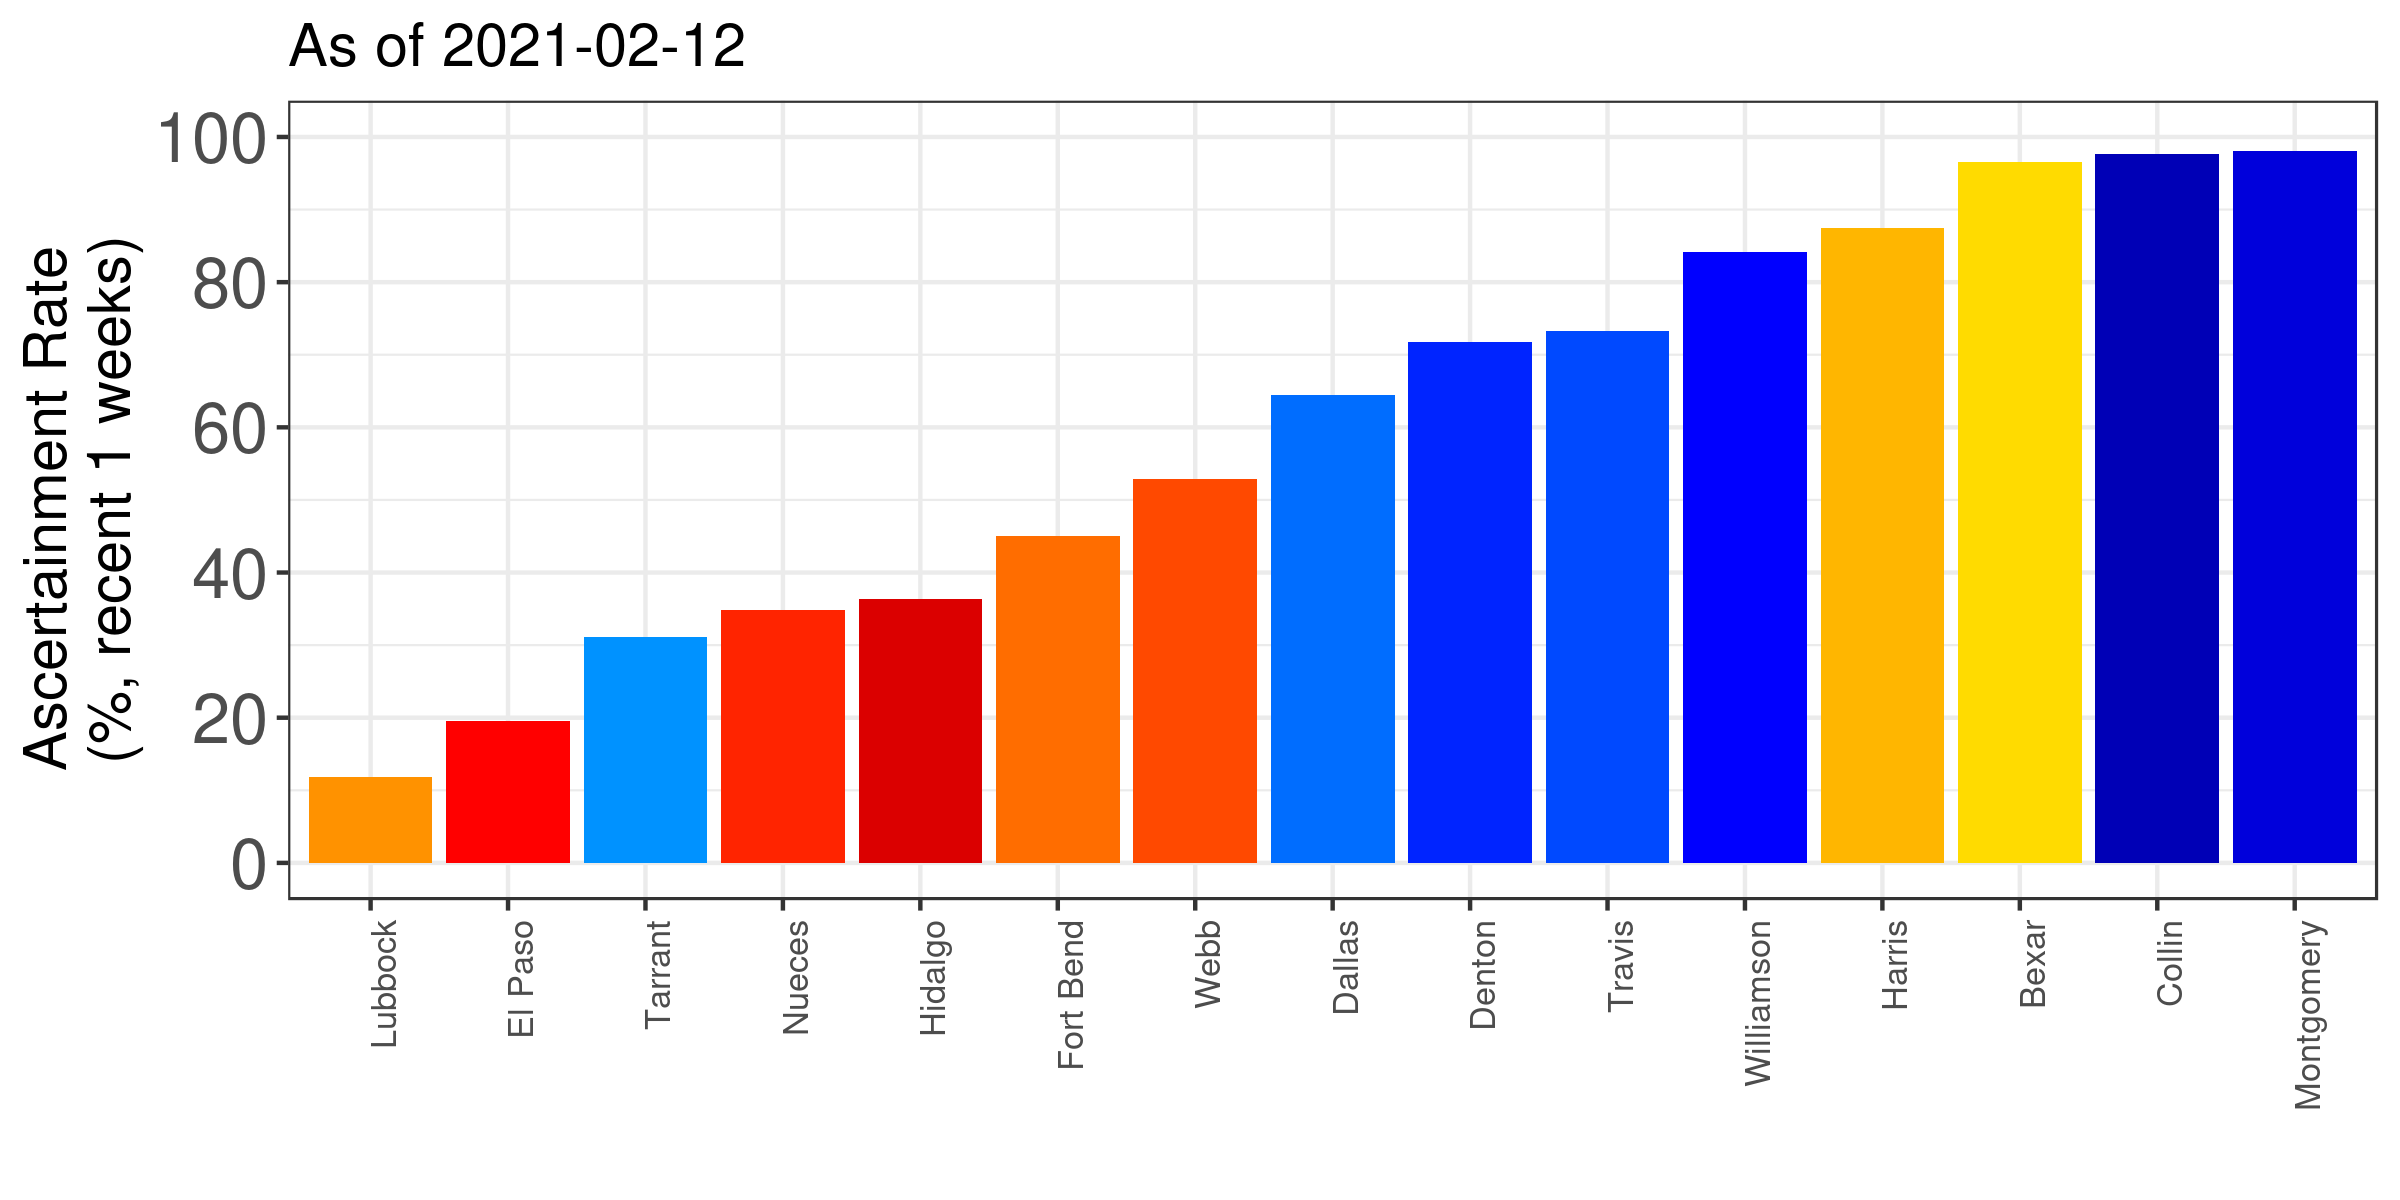 As of 2021-02-12
Ascertainment Rate
(%, recent 1 weeks)
100
80
60
40
20
0
Lubbock
El Paso
Tarrant
Nueces
Hidalgo
Fort Bend
Webb
Dallas
Denton
Travis
Williamson
Harris
Bexar
Collin
Montgomery